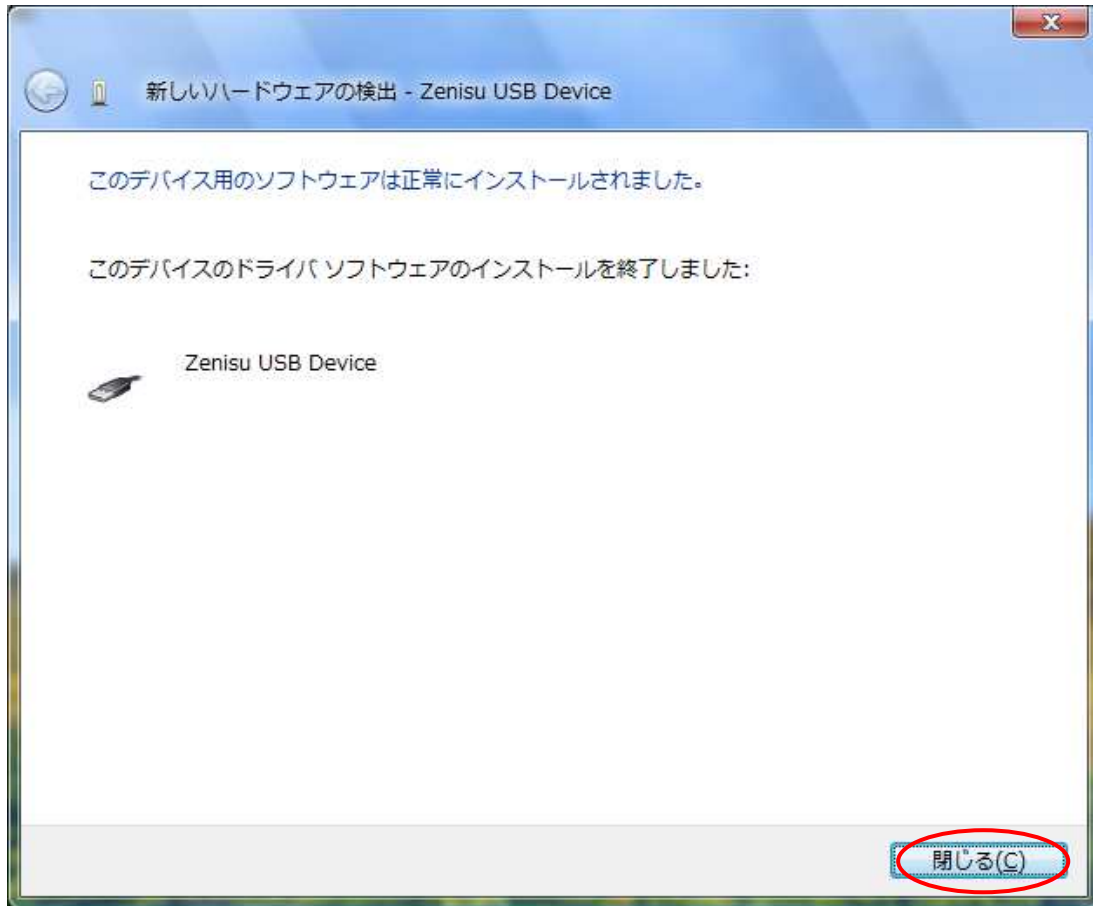 新しいハードウェアの検出 - Zenisu USB Device
このデバイス用のソフトウェアは正常にインストールされました。
このデバイスのドライバ ソフトウェアのインストールを終了しました:
Zenisu USB Device
閉じる(C)